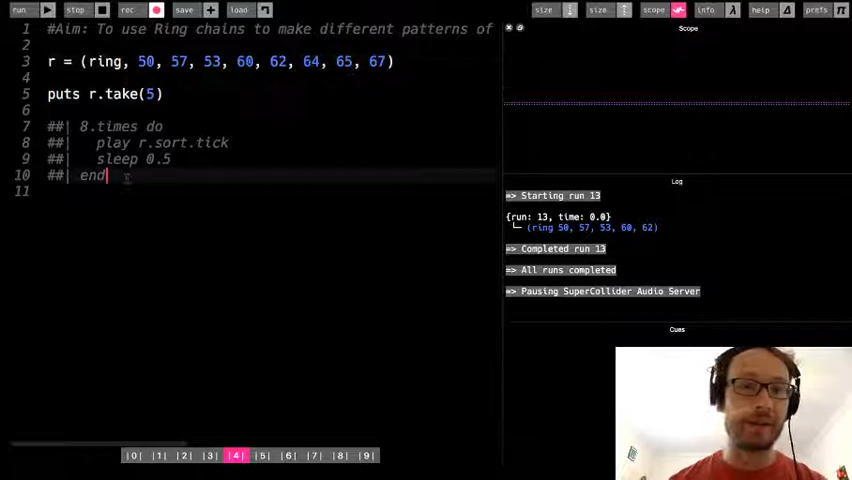 run stop rec save load size size scope info help prefs
1 #Aim: To use Ring chains to make different patterns of
2
3 r = (ring, 50, 57, 53, 60, 62, 64, 65, 67)
4
5 puts r.take(5)
6
7 ##| 8.times do
8 ##|   play r.sort.tick
9 ##|   sleep 0.5
10 ##| end
11
|0| |1| |2| |3| |4| |5| |6| |7| |8| |9|
Scope
Log
=> Starting run 13
{run: 13, time: 0.0}
└─ (ring 50, 57, 53, 60, 62)
=> Completed run 13
=> All runs completed
=> Pausing SuperCollider Audio Server
Cues